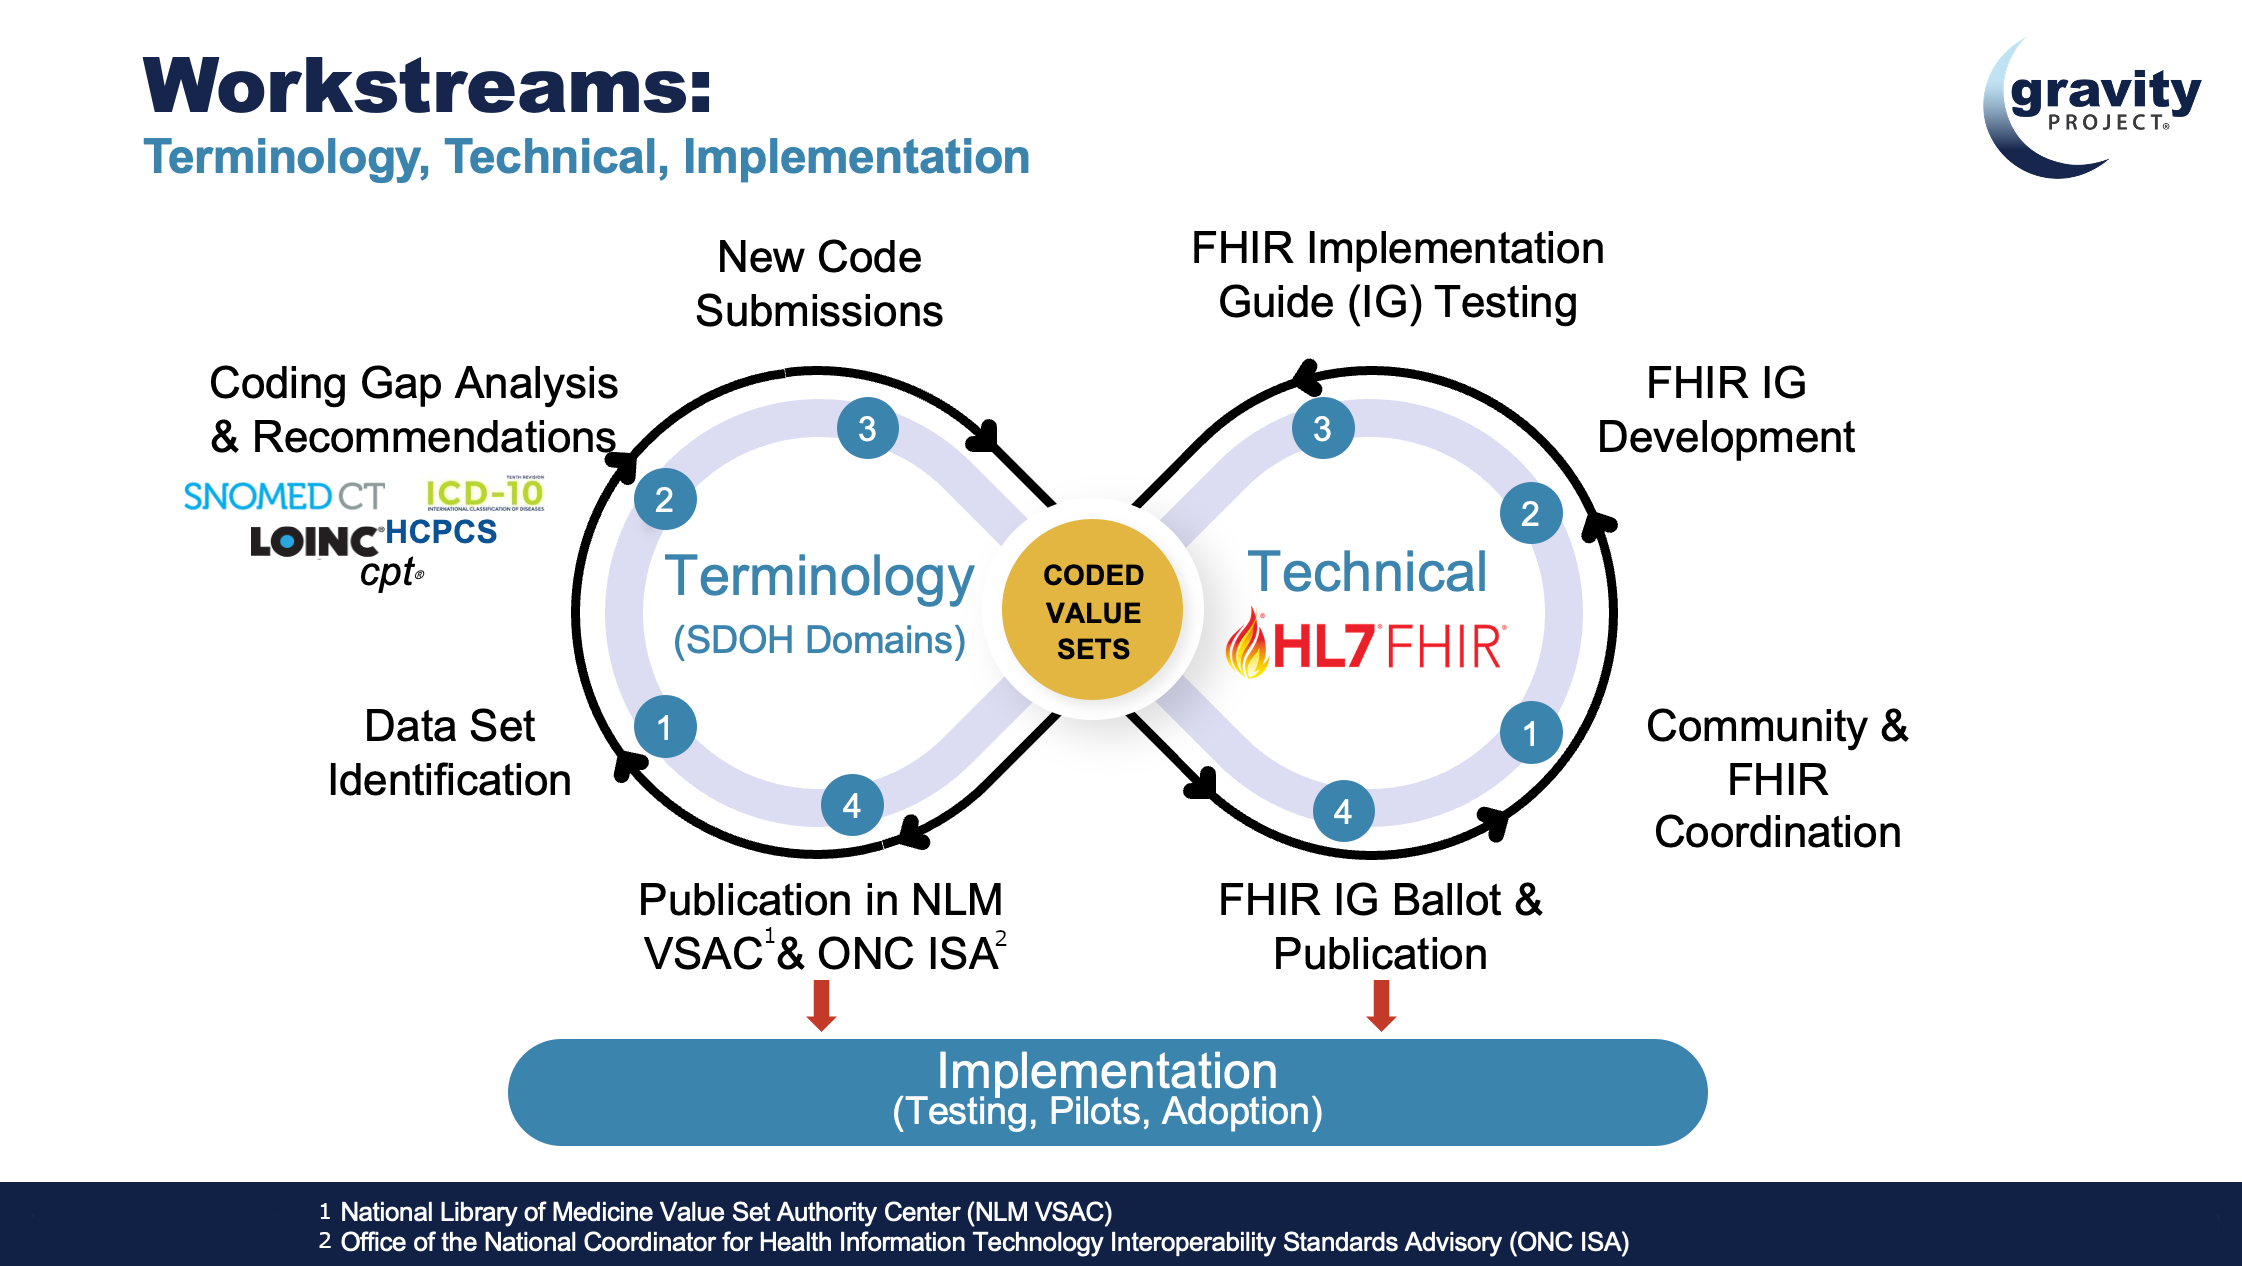 Workstreams:
Terminology, Technical, Implementation
gravity
PROJECT®
New Code
Submissions
FHIR Implementation
Guide (IG) Testing
Coding Gap Analysis
& Recommendations
SNOMED CT
TENTH REVISION
ICD-10
INTERNATIONAL CLASSIFICATION OF DISEASES
LOINC®
HCPCS
cpt®
FHIR IG
Development
3
2
1
4
Terminology
(SDOH Domains)
CODED
VALUE
SETS
3
2
1
4
Technical
HL7® FHIR®
Data Set
Identification
Community &
FHIR
Coordination
Publication in NLM
VSAC1 & ONC ISA2
FHIR IG Ballot &
Publication
Implementation
(Testing, Pilots, Adoption)
1 National Library of Medicine Value Set Authority Center (NLM VSAC)
2 Office of the National Coordinator for Health Information Technology Interoperability Standards Advisory (ONC ISA)